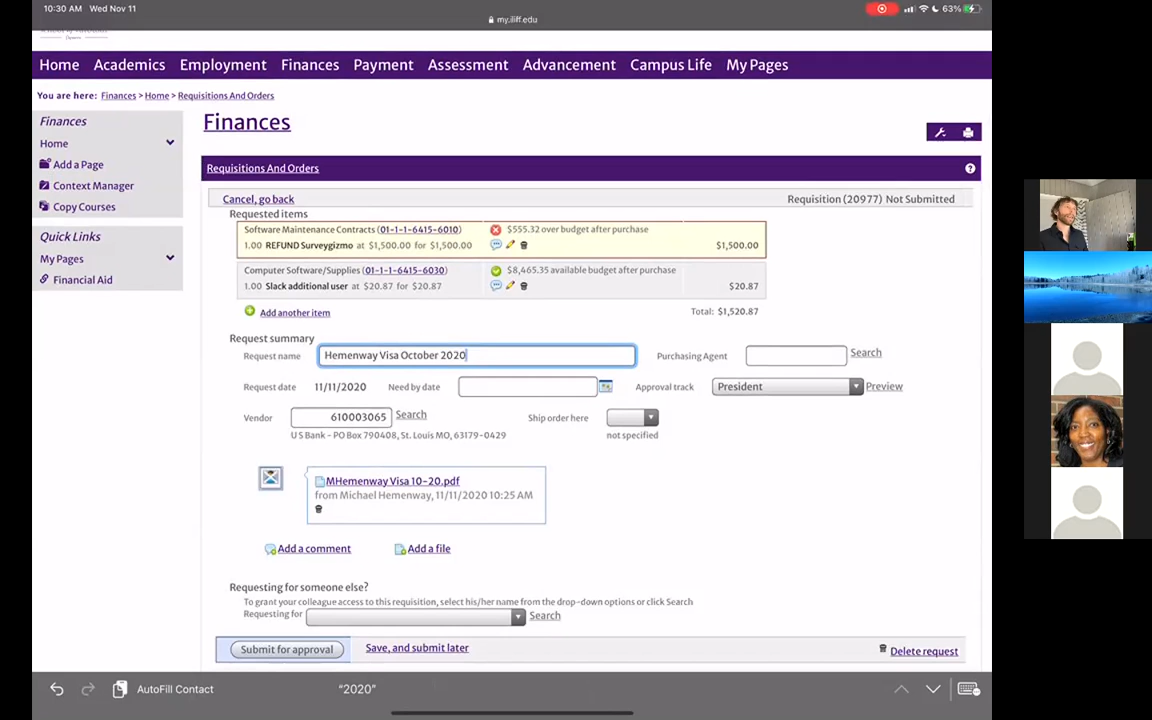 10:30 AM Wed Nov 11
63%
my.iliff.edu
Home Academics Employment Finances Payment Assessment Advancement Campus Life My Pages
You are here: Finances > Home > Requisitions And Orders
Finances
Home
Add a Page
Context Manager
Copy Courses
Quick Links
My Pages
Financial Aid
Finances
Requisitions And Orders
Cancel, go back Requisition (20977) Not Submitted
Requested items
Software Maintenance Contracts (01-1-1-6415-6010) $555.32 over budget after purchase
1.00 REFUND Surveygizmo at $1,500.00 for $1,500.00 $1,500.00
Computer Software/Supplies (01-1-1-6415-6030) $8,465.35 available budget after purchase
1.00 Slack additional user at $20.87 for $20.87 $20.87
Add another item Total: $1,520.87
Request summary
Request name Hemenway Visa October 2020 Purchasing Agent Search
Request date 11/11/2020 Need by date Approval track President Preview
Vendor 610003065 Search Ship order here
U S Bank - PO Box 790408, St. Louis MO, 63179-0429 not specified
MHemenway Visa 10-20.pdf
from Michael Hemenway, 11/11/2020 10:25 AM
Add a comment Add a file
Requesting for someone else?
To grant your colleague access to this requisition, select his/her name from the drop-down options or click Search
Requesting for Search
Submit for approval Save, and submit later Delete request
AutoFill Contact "2020"